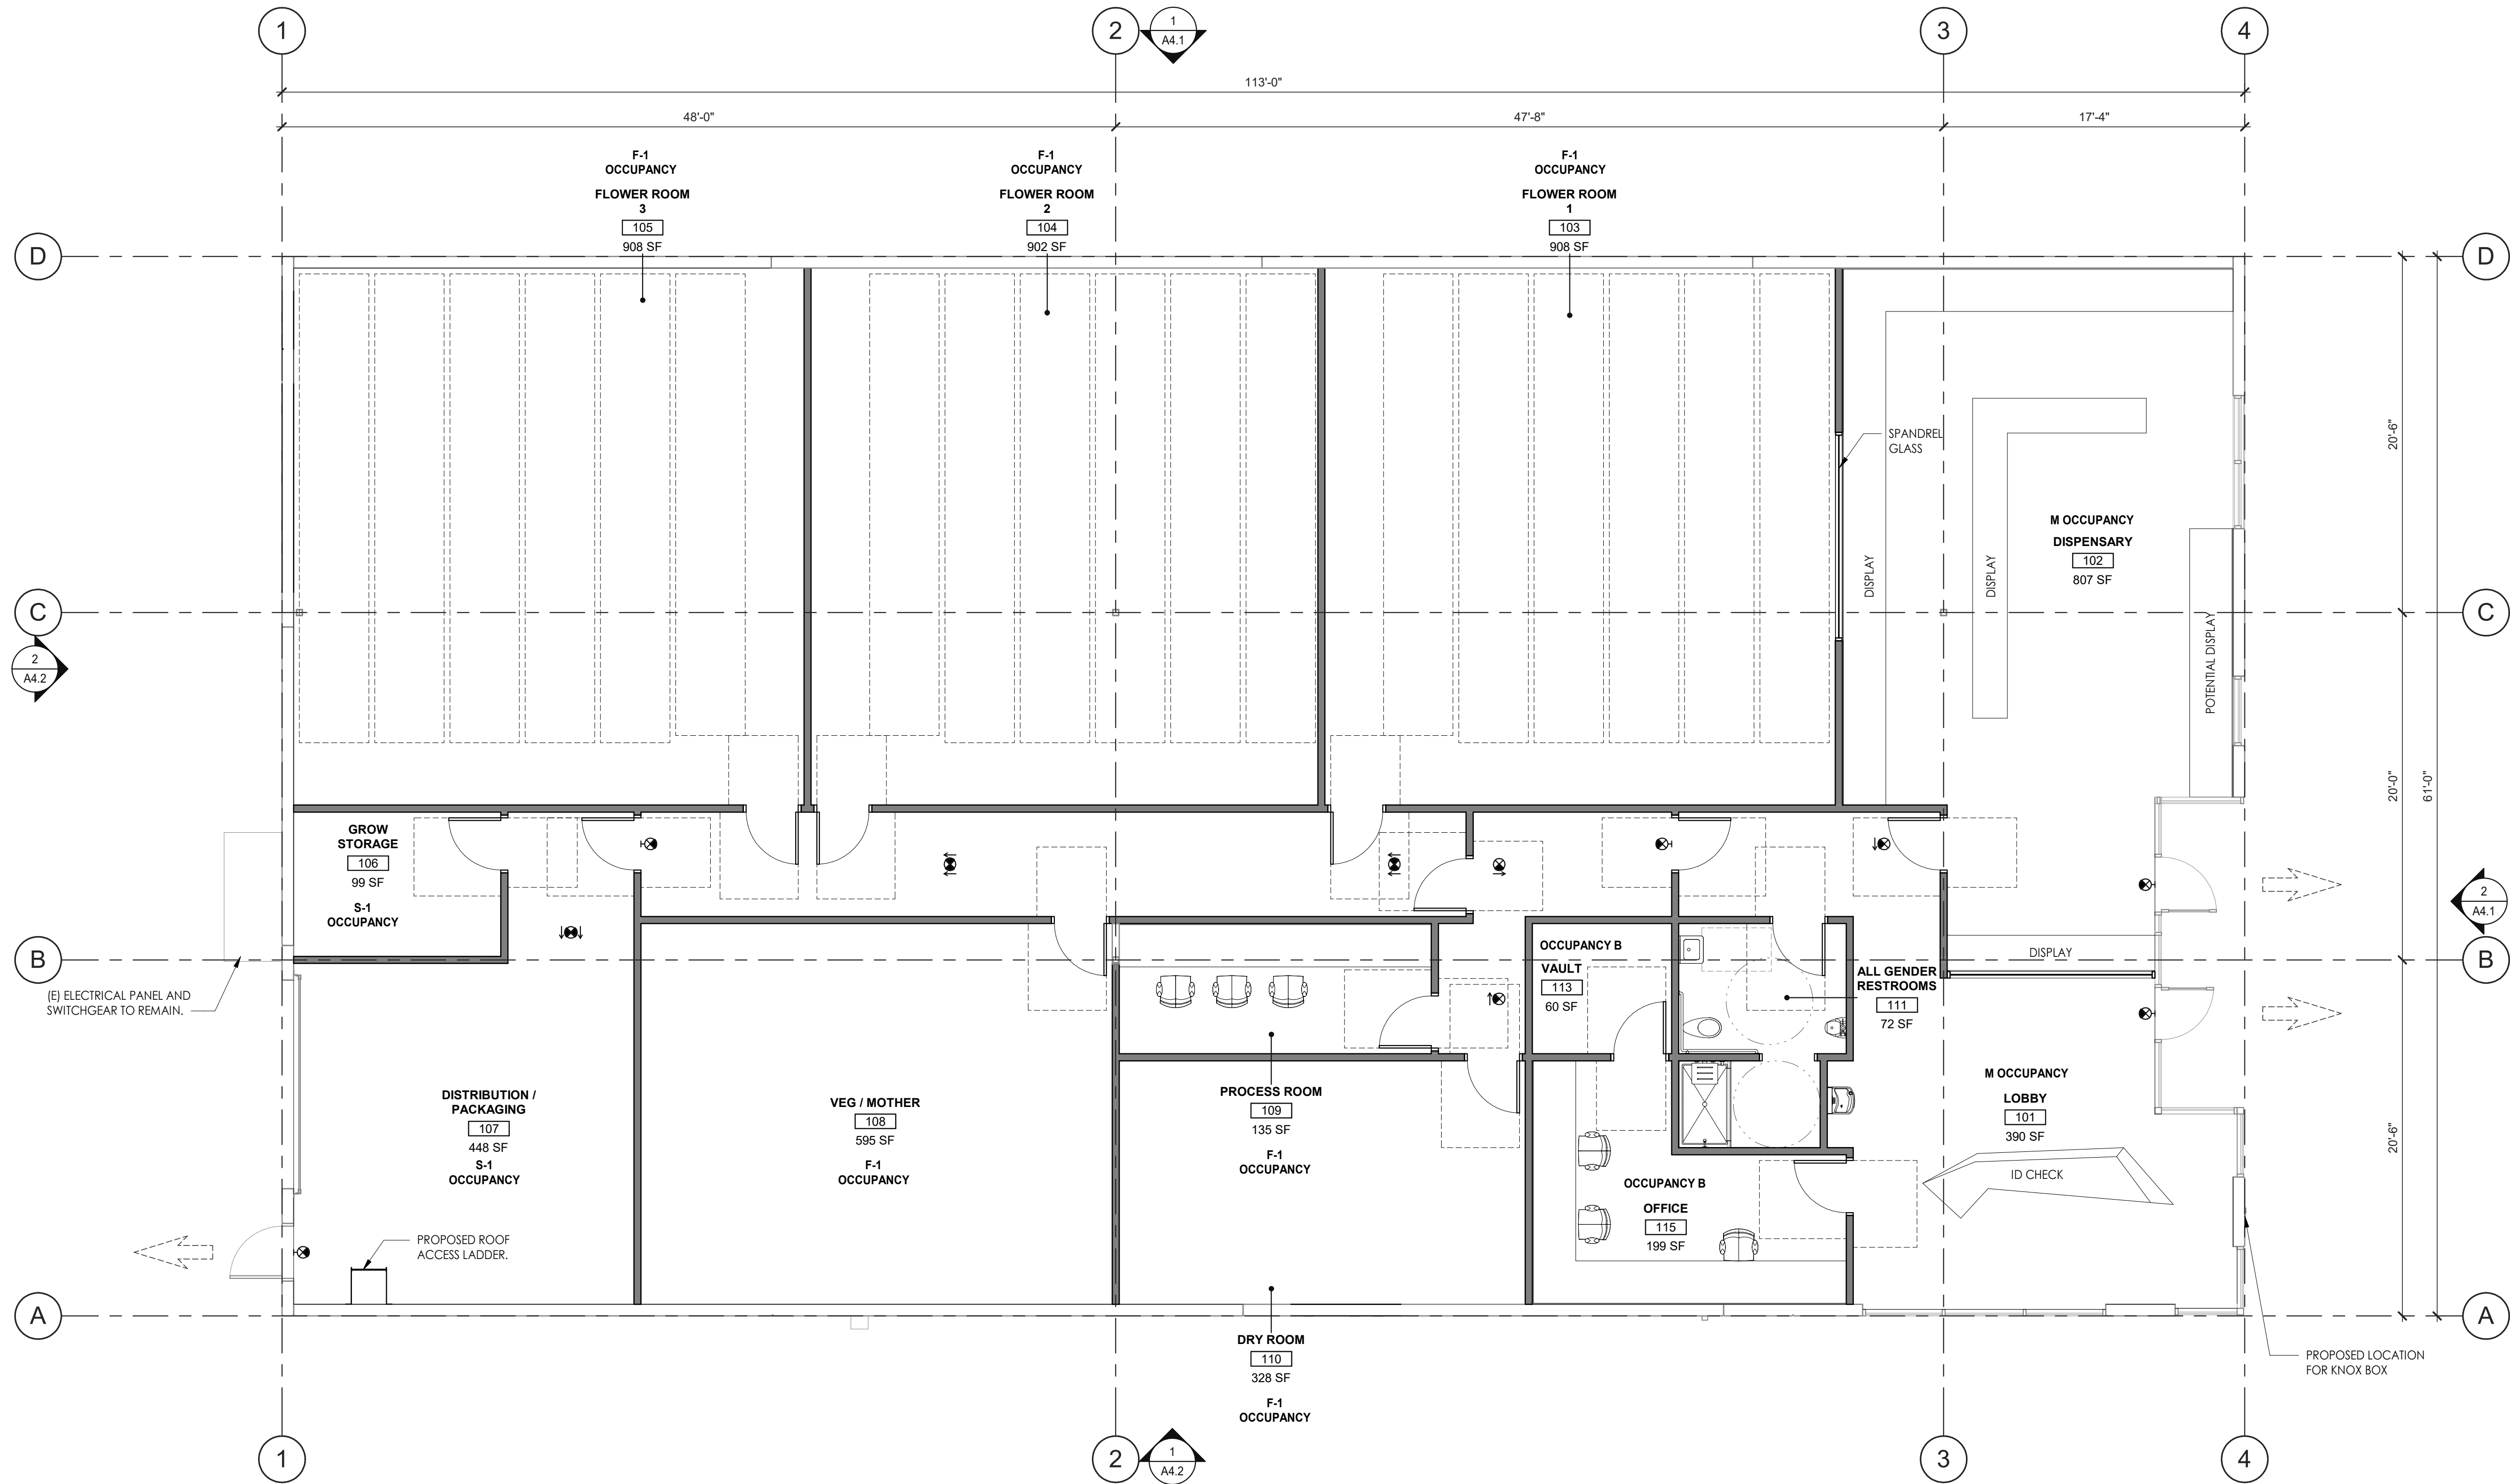 1
2
1
A4.1
3
4
113'-0"
48'-0"
47'-8"
17'-4"
F-1
OCCUPANCY
FLOWER ROOM
3
105
908 SF
F-1
OCCUPANCY
FLOWER ROOM
2
104
902 SF
F-1
OCCUPANCY
FLOWER ROOM
1
103
908 SF
D
D
20'-6"
SPANDREL
GLASS
DISPLAY
DISPLAY
M OCCUPANCY
DISPENSARY
102
807 SF
POTENTIAL DISPLAY
C
C
2
A4.2
20'-0"
61'-0"
GROW
STORAGE
106
99 SF
S-1
OCCUPANCY
2
A4.1
B
B
(E) ELECTRICAL PANEL AND
SWITCHGEAR TO REMAIN.
OCCUPANCY B
VAULT
113
60 SF
ALL GENDER
RESTROOMS
111
72 SF
DISPLAY
DISTRIBUTION /
PACKAGING
107
448 SF
S-1
OCCUPANCY
VEG / MOTHER
108
595 SF
F-1
OCCUPANCY
PROCESS ROOM
109
135 SF
F-1
OCCUPANCY
OCCUPANCY B
OFFICE
115
199 SF
M OCCUPANCY
LOBBY
101
390 SF
ID CHECK
20'-6"
PROPOSED ROOF
ACCESS LADDER.
A
A
DRY ROOM
110
328 SF
F-1
OCCUPANCY
PROPOSED LOCATION
FOR KNOX BOX
1
2
1
A4.2
3
4